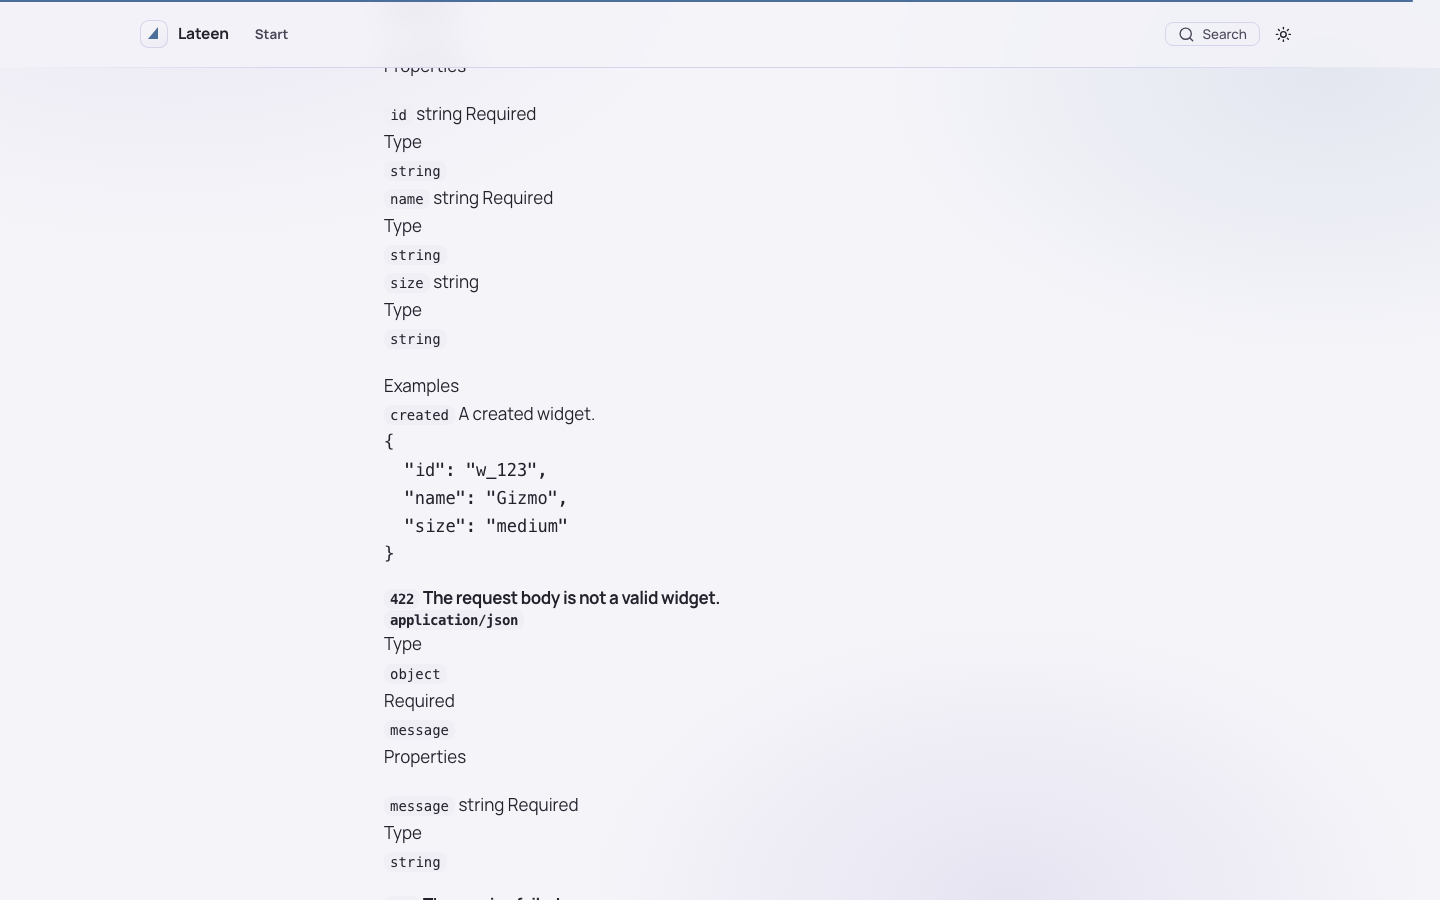 Lateen Start Search
Properties
id string Required
Type
string
name string Required
Type
string
size string
Type
string
Examples
created A created widget.
{
"id": "w_123",
"name": "Gizmo",
"size": "medium"
}
422 The request body is not a valid widget.
application/json
Type
object
Required
message
Properties
message string Required
Type
string